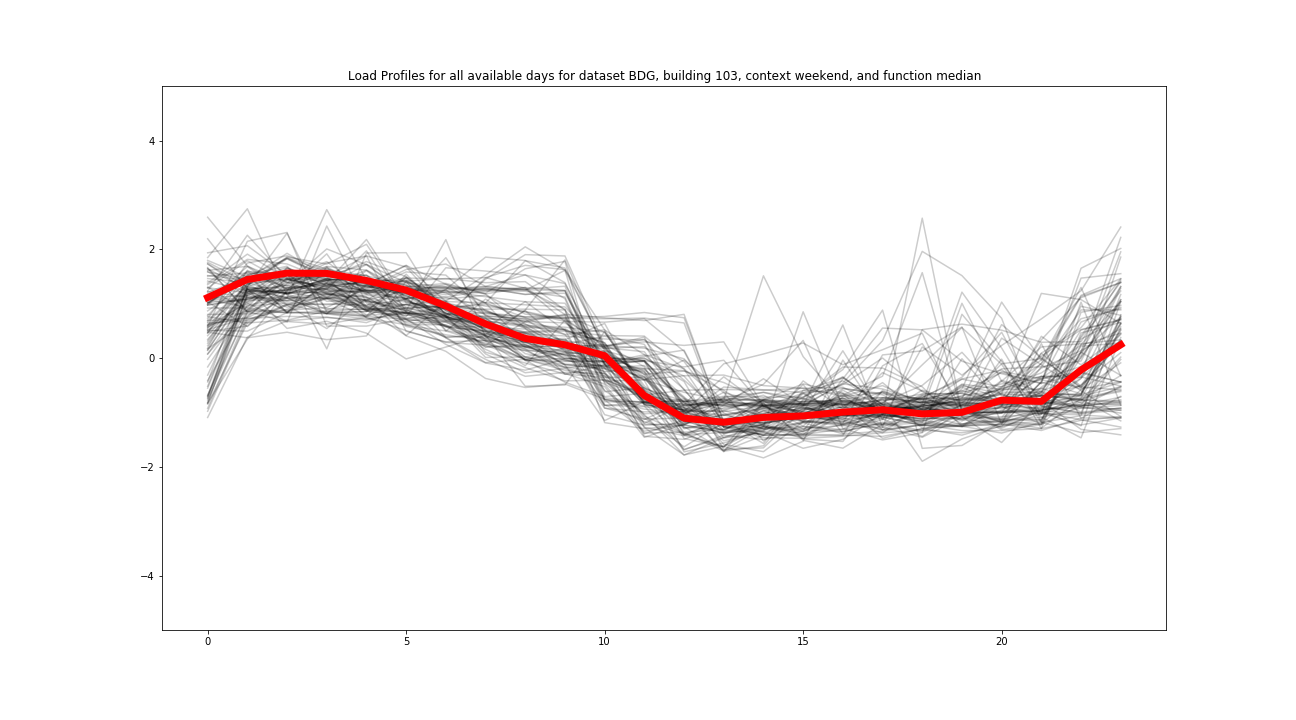 Load Profiles for all available days for dataset BDG, building 103, context weekend, and function median
4
2
0
−2
−4
0 5 10 15 20